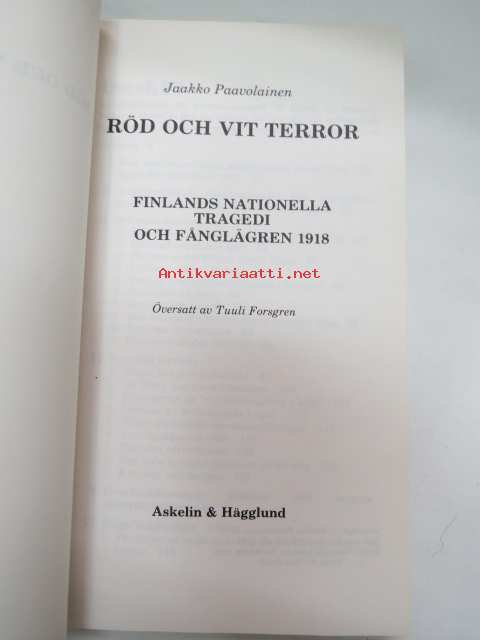 Jaakko Paavolainen
RÖD OCH VIT TERROR
FINLANDS NATIONELLA
TRAGEDI
OCH FÅNGLÄGREN 1918
Antikvariaatti.net
Översatt av Tuuli Forsgren
Askelin & Hägglund